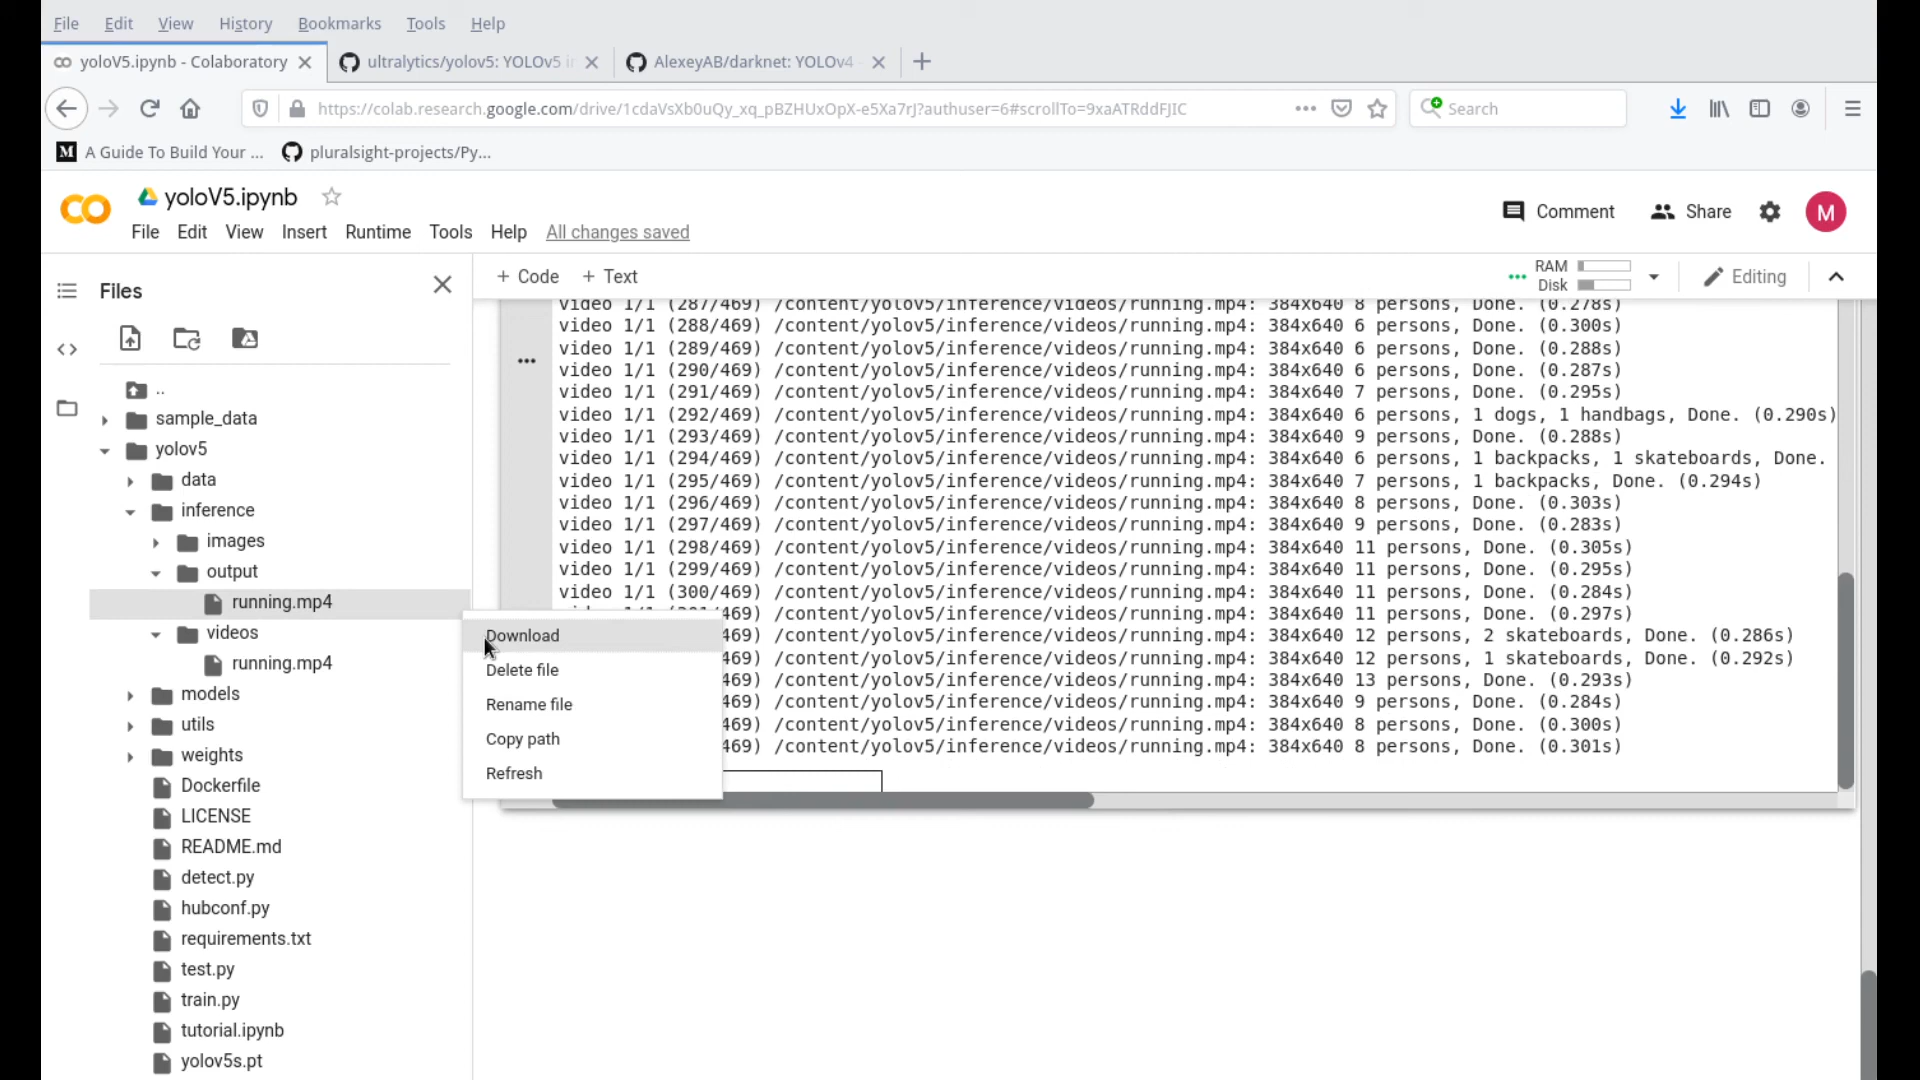 File Edit View History Bookmarks Tools Help
yoloV5.ipynb - Colaboratory
ultralytics/yolov5: YOLOv5 in
AlexeyAB/darknet: YOLOv4 -
https://colab.research.google.com/drive/1cdaVsXb0uQy_xq_pBZHUxOpX-e5Xa7rJ?authuser=6#scrollTo=9xaATRddFJIC
Search
M A Guide To Build Your ...
pluralsight-projects/Py...
CO
yoloV5.ipynb
File Edit View Insert Runtime Tools Help All changes saved
Comment
Share
M
Files
+ Code + Text
RAM
Disk
Editing
..
sample_data
yolov5
data
inference
images
output
running.mp4
videos
running.mp4
models
utils
weights
Dockerfile
LICENSE
README.md
detect.py
hubconf.py
requirements.txt
test.py
train.py
tutorial.ipynb
yolov5s.pt
video 1/1 (287/469) /content/yolov5/inference/videos/running.mp4: 384x640 8 persons, Done. (0.278s)
video 1/1 (288/469) /content/yolov5/inference/videos/running.mp4: 384x640 6 persons, Done. (0.300s)
video 1/1 (289/469) /content/yolov5/inference/videos/running.mp4: 384x640 6 persons, Done. (0.288s)
video 1/1 (290/469) /content/yolov5/inference/videos/running.mp4: 384x640 6 persons, Done. (0.287s)
video 1/1 (291/469) /content/yolov5/inference/videos/running.mp4: 384x640 7 persons, Done. (0.295s)
video 1/1 (292/469) /content/yolov5/inference/videos/running.mp4: 384x640 6 persons, 1 dogs, 1 handbags, Done. (0.290s)
video 1/1 (293/469) /content/yolov5/inference/videos/running.mp4: 384x640 9 persons, Done. (0.288s)
video 1/1 (294/469) /content/yolov5/inference/videos/running.mp4: 384x640 6 persons, 1 backpacks, 1 skateboards, Done.
video 1/1 (295/469) /content/yolov5/inference/videos/running.mp4: 384x640 7 persons, 1 backpacks, Done. (0.294s)
video 1/1 (296/469) /content/yolov5/inference/videos/running.mp4: 384x640 8 persons, Done. (0.303s)
video 1/1 (297/469) /content/yolov5/inference/videos/running.mp4: 384x640 9 persons, Done. (0.283s)
video 1/1 (298/469) /content/yolov5/inference/videos/running.mp4: 384x640 11 persons, Done. (0.305s)
video 1/1 (299/469) /content/yolov5/inference/videos/running.mp4: 384x640 11 persons, Done. (0.295s)
video 1/1 (300/469) /content/yolov5/inference/videos/running.mp4: 384x640 11 persons, Done. (0.284s)
469) /content/yolov5/inference/videos/running.mp4: 384x640 11 persons, Done. (0.297s)
469) /content/yolov5/inference/videos/running.mp4: 384x640 12 persons, 2 skateboards, Done. (0.286s)
469) /content/yolov5/inference/videos/running.mp4: 384x640 12 persons, 1 skateboards, Done. (0.292s)
469) /content/yolov5/inference/videos/running.mp4: 384x640 13 persons, Done. (0.293s)
469) /content/yolov5/inference/videos/running.mp4: 384x640 9 persons, Done. (0.284s)
469) /content/yolov5/inference/videos/running.mp4: 384x640 8 persons, Done. (0.300s)
469) /content/yolov5/inference/videos/running.mp4: 384x640 8 persons, Done. (0.301s)
Download
Delete file
Rename file
Copy path
Refresh